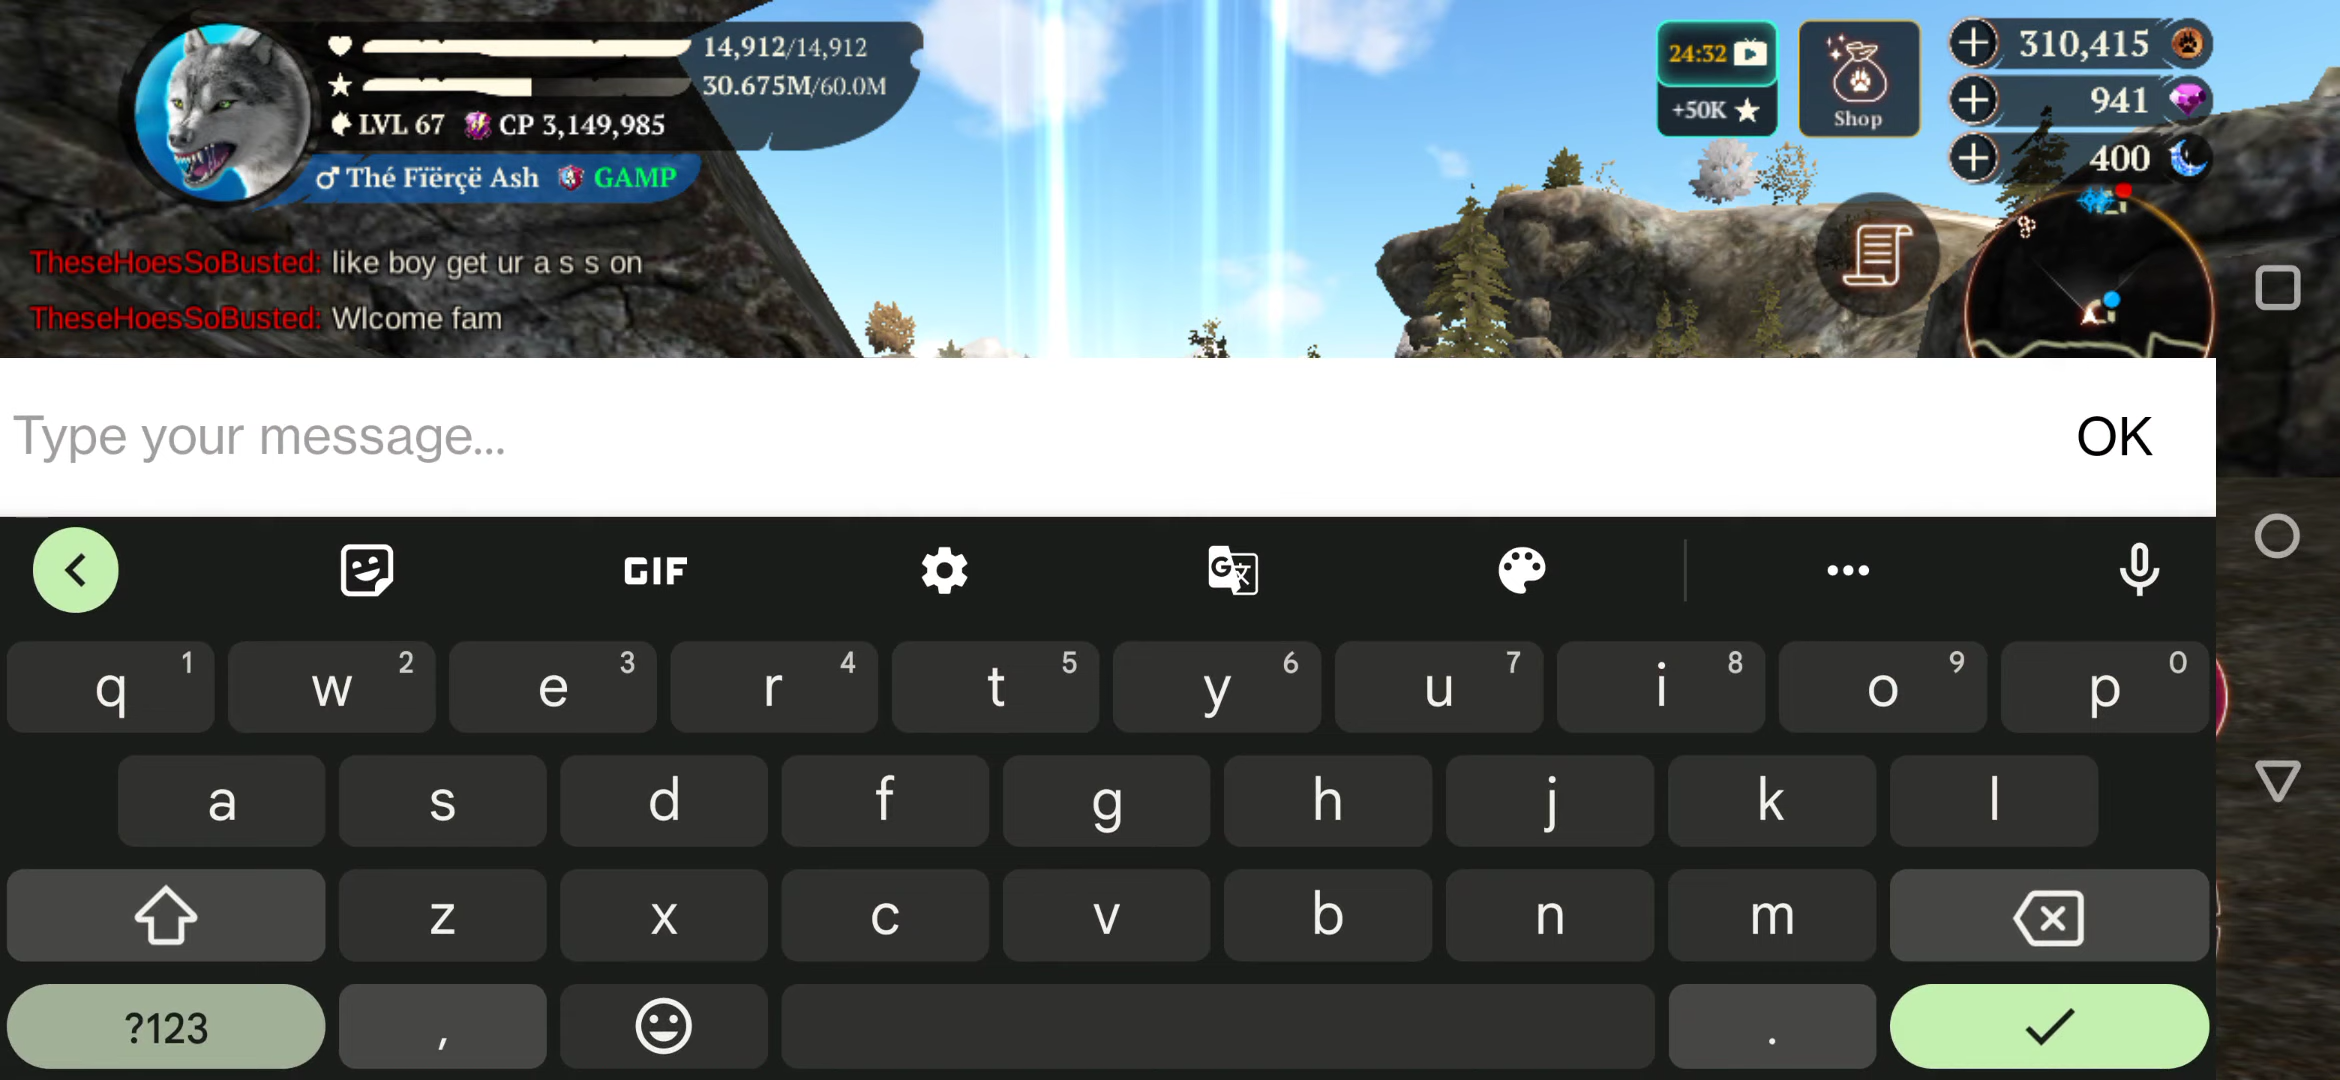 14,912/14,912
30.675M/60.0M
LVL 67 CP 3,149,985
Thé Fïërçë Ash GAMP
24:32
+50K
Shop
310,415
941
400
TheseHoesSoBusted: like boy get ur a s s on
TheseHoesSoBusted: Wlcome fam
Type your message...
OK
GIF
G文
q 1 w 2 e 3 r 4 t 5 y 6 u 7 i 8 o 9 p 0
a s d f g h j k l
z x c v b n m
?123 , .